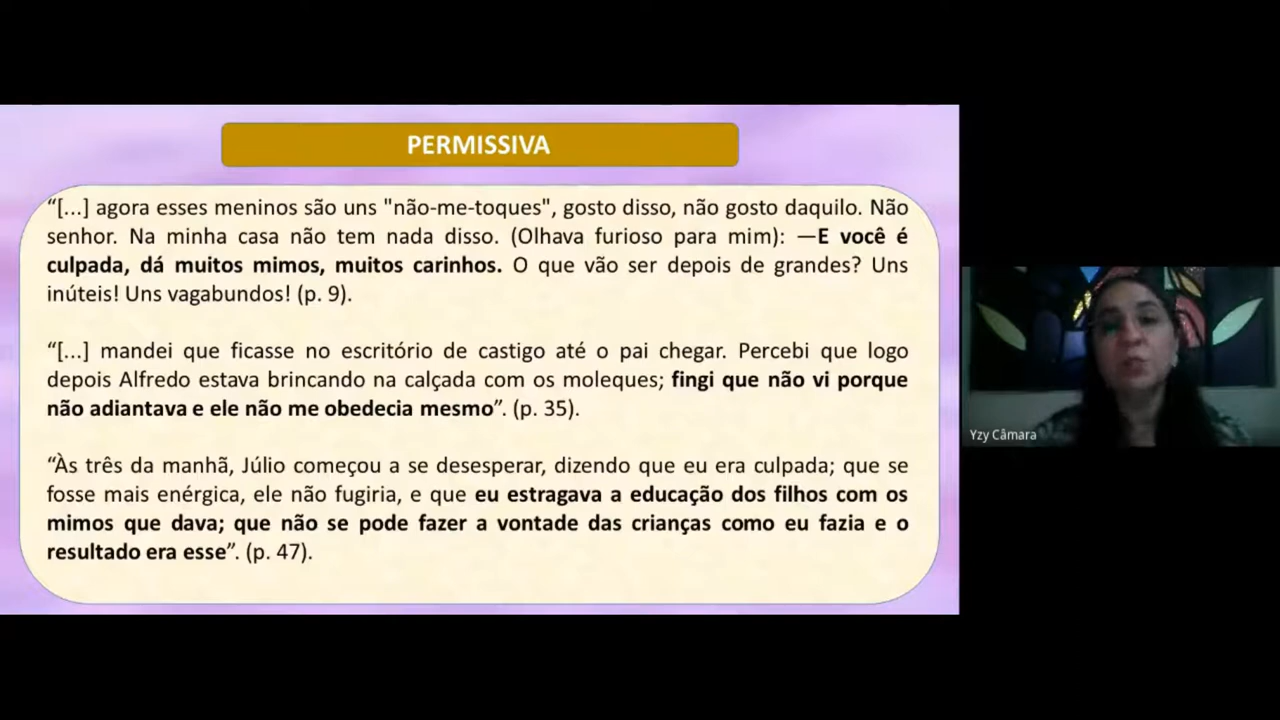 PERMISSIVA
“[...] agora esses meninos são uns "não-me-toques", gosto disso, não gosto daquilo. Não
senhor. Na minha casa não tem nada disso. (Olhava furioso para mim): —E você é
culpada, dá muitos mimos, muitos carinhos. O que vão ser depois de grandes? Uns
inúteis! Uns vagabundos! (p. 9).
“[...] mandei que ficasse no escritório de castigo até o pai chegar. Percebi que logo
depois Alfredo estava brincando na calçada com os moleques; fingi que não vi porque
não adiantava e ele não me obedecia mesmo”. (p. 35).
“Às três da manhã, Júlio começou a se desesperar, dizendo que eu era culpada; que se
fosse mais enérgica, ele não fugiria, e que eu estragava a educação dos filhos com os
mimos que dava; que não se pode fazer a vontade das crianças como eu fazia e o
resultado era esse”. (p. 47).
Yzy Câmara